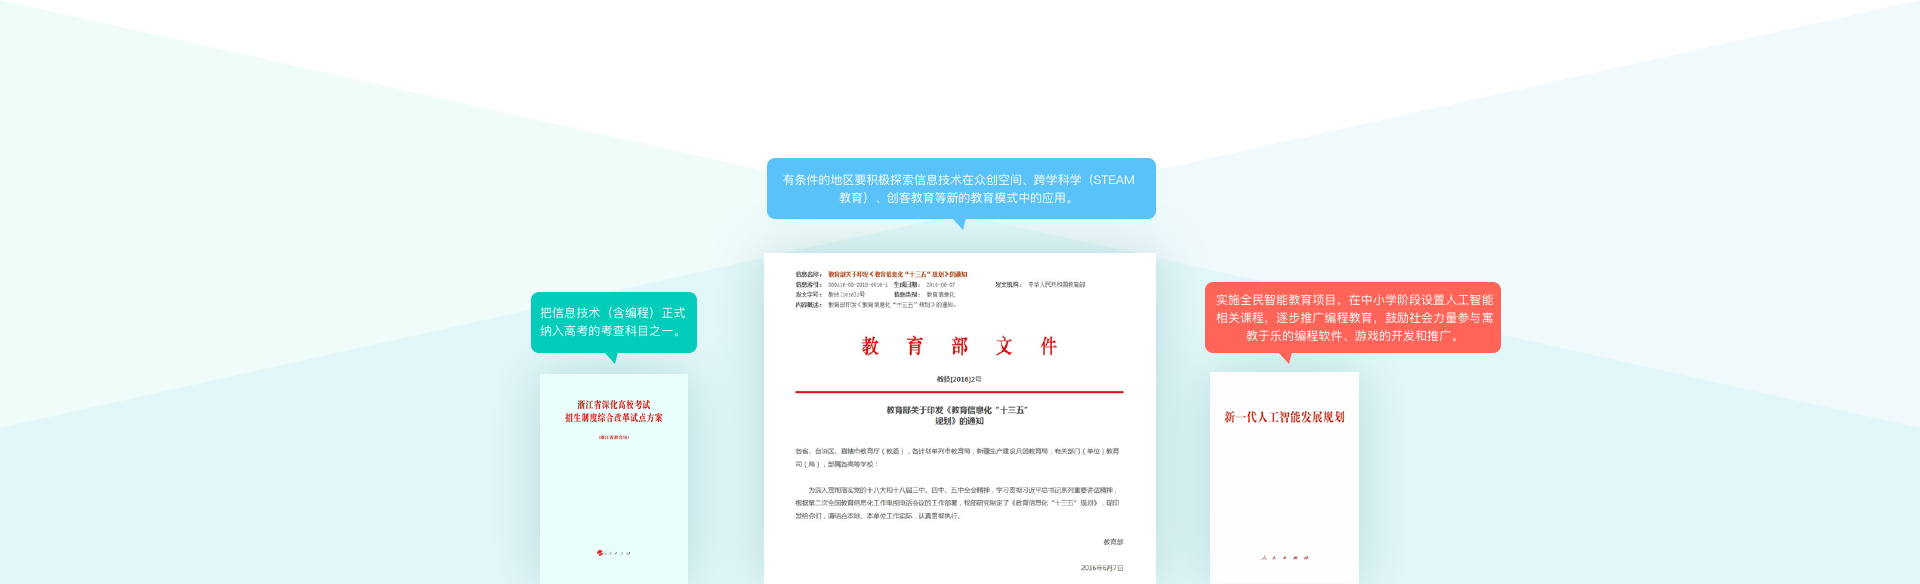 有条件的地区要积极探索信息技术在众创空间、跨学科学（STEAM
教育）、创客教育等新的教育模式中的应用。
把信息技术（含编程）正式
纳入高考的考查科目之一。
浙江省深化高校考试
招生制度综合改革试点方案
信息名称： 教育部关于印发《教育信息化“十三五”规划》的通知
信息索引： 生成日期： 2016-06-07 发文机构： 中华人民共和国教育部
发文字号： 教技[2016]2号 信息类别： 教育信息化
内容概述： 教育部印发《教育信息化“十三五”规划》的通知。
教育部文件
教技[2016]2号
教育部关于印发《教育信息化“十三五”
规划》的通知
各省、自治区、直辖市教育厅（教委），各计划单列市教育局，新疆生产建设兵团教育局，有关部门（单位）教育
司（局），部属各高等学校：
为深入贯彻落实党的十八大和十八届三中、四中、五中全会精神，学习贯彻习近平总书记系列重要讲话精神，
根据第二次全国教育信息化工作电视电话会议的工作部署，我部研究制定了《教育信息化“十三五”规划》，现印
发给你们，请结合本地、本单位工作实际，认真贯彻执行。
教育部
2016年6月7日
实施全民智能教育项目，在中小学阶段设置人工智能
相关课程，逐步推广编程教育，鼓励社会力量参与寓
教于乐的编程软件、游戏的开发和推广。
新一代人工智能发展规划
人民出版社